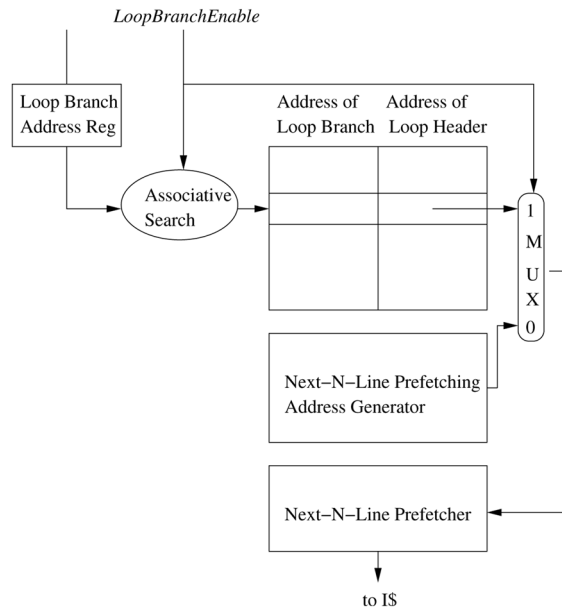 LoopBranchEnable
Loop Branch
Address Reg
Address of
Loop Branch
Address of
Loop Header
Associative
Search
1
M
U
X
0
Next−N−Line Prefetching
Address Generator
Next−N−Line Prefetcher
to I$